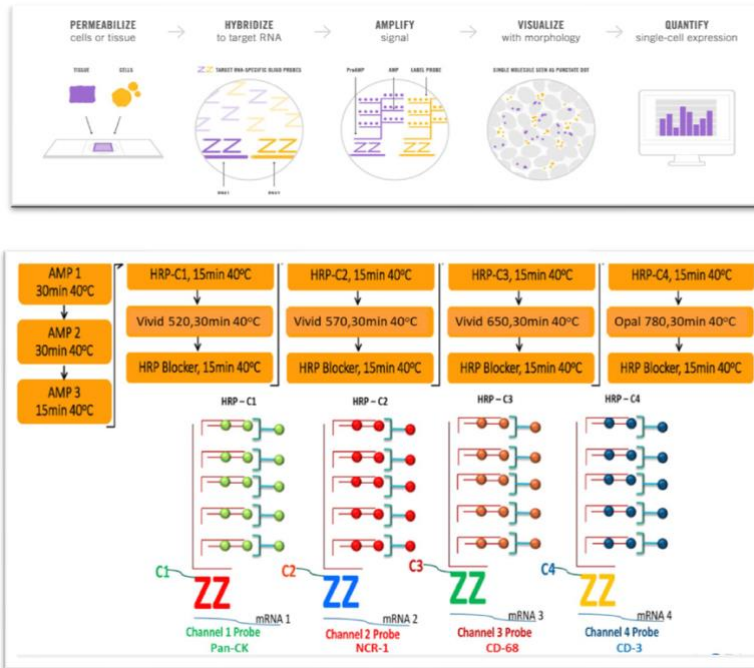 PERMEABILIZE
cells or tissue
HYBRIDIZE
to target RNA
AMPLIFY
signal
VISUALIZE
with morphology
QUANTIFY
single-cell expression
TISSUE
CELLS
ZZ TARGET RNA-SPECIFIC OLIGO PROBES
PreAMP
AMP
LABEL PROBE
SINGLE MOLECULE SEEN AS PUNCTATE DOT
ZZ ZZ
ZZ ZZ
AMP 1
30min 40ºC
AMP 2
30min 40ºC
AMP 3
15min 40ºC
HRP-C1, 15min 40ºC
Vivid 520,30min 40ºC
HRP Blocker, 15min 40ºC
HRP-C2, 15min 40ºC
Vivid 570,30min 40ºC
HRP Blocker, 15min 40ºC
HRP-C3, 15min 40ºC
Vivid 650,30min 40ºC
HRP Blocker, 15min 40ºC
HRP-C4, 15min 40ºC
Opal 780,30min 40ºC
HRP Blocker, 15min 40ºC
HRP – C1
HRP – C2
HRP – C3
HRP – C4
C1
ZZ
mRNA 1
Channel 1 Probe
Pan-CK
C2
ZZ
mRNA 2
Channel 2 Probe
NCR-1
C3
ZZ
mRNA 3
Channel 3 Probe
CD-68
C4
ZZ
mRNA 4
Channel 4 Probe
CD-3